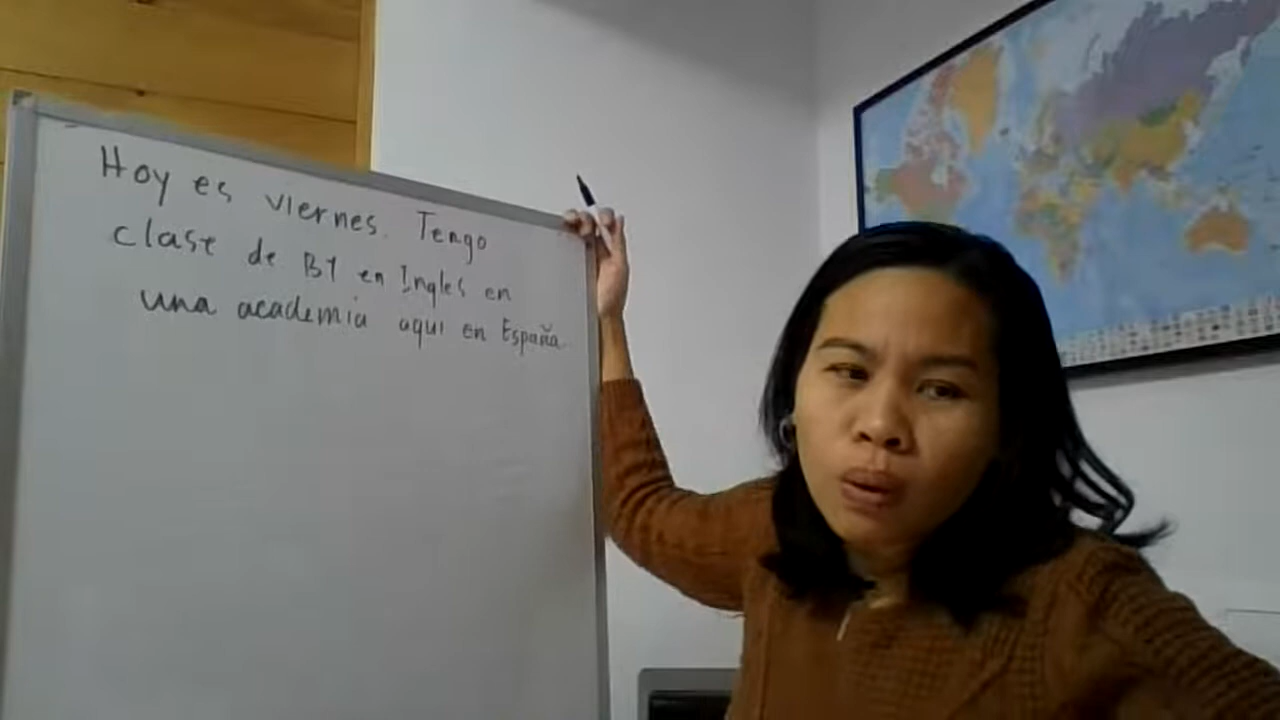 Hoy es viernes. Tengo
clase de B1 en Ingles en
una academia aqui en España.